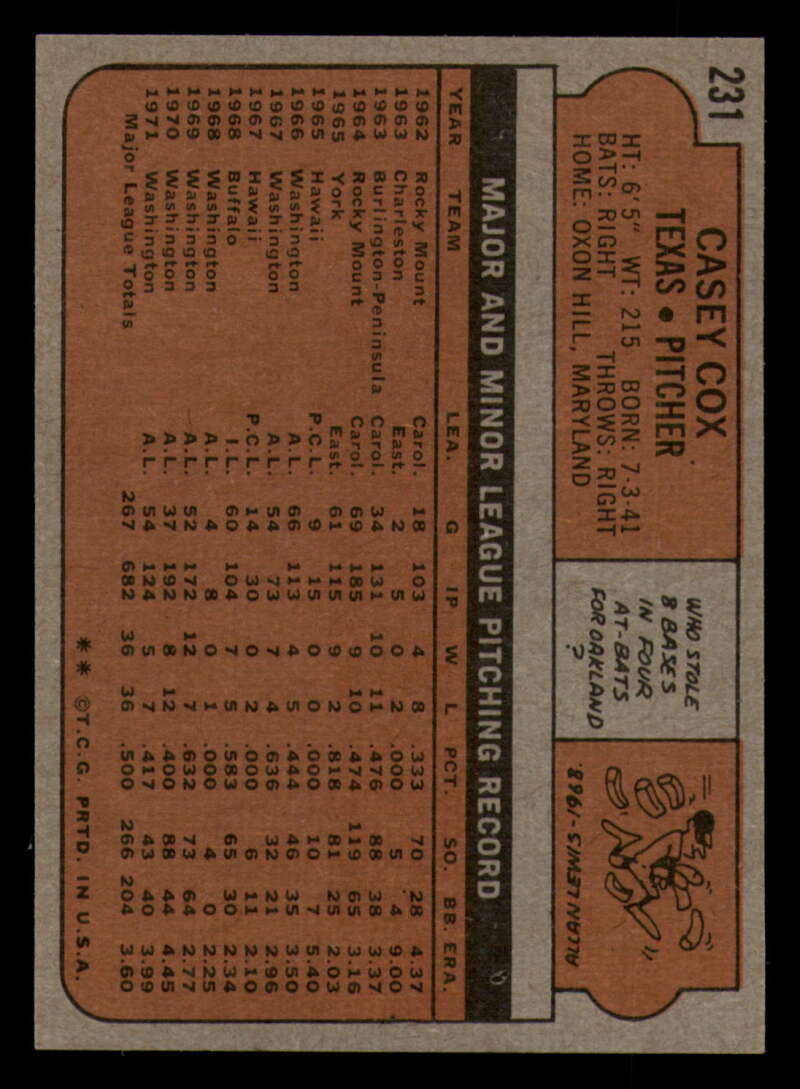 231
CASEY COX
TEXAS • PITCHER
HT: 6'5" WT: 215 BORN: 7-3-41
BATS: RIGHT THROWS: RIGHT
HOME: OXON HILL, MARYLAND
WHO STOLE
8 BASES
IN FOUR
AT-BATS
FOR OAKLAND
?
ALLAN LEWIS-1968.
MAJOR AND MINOR LEAGUE PITCHING RECORD
YEAR TEAM LEA. G IP W L PCT. SO. BB. ERA.
1962 Rocky Mount Carol. 18 103 4 8 .333 70 28 4.37
1963 Charleston East. 2 5 0 2 .000 5 4 9.00
1963 Burlington-Peninsula Carol. 34 131 10 11 .476 88 38 3.37
1964 Rocky Mount Carol. 69 185 9 10 .474 119 65 3.16
1965 York East. 61 115 9 2 .818 81 25 2.03
1965 Hawaii P.C.L. 9 15 0 0 .000 10 7 5.40
1966 Washington A.L. 66 113 4 5 .444 46 35 3.50
1967 Washington A.L. 54 73 7 4 .636 32 21 2.96
1967 Hawaii P.C.L. 14 30 0 2 .000 6 11 2.10
1968 Buffalo I.L. 60 104 7 5 .583 65 30 2.34
1968 Washington A.L. 4 8 0 1 .000 4 0 2.25
1969 Washington A.L. 52 172 12 7 .632 73 64 2.77
1970 Washington A.L. 37 192 8 12 .400 88 44 4.45
1971 Washington A.L. 54 124 5 7 .417 43 40 3.99
Major League Totals 267 682 36 36 .500 266 204 3.60
** ©T.C.G. PRTD. IN U.S.A.